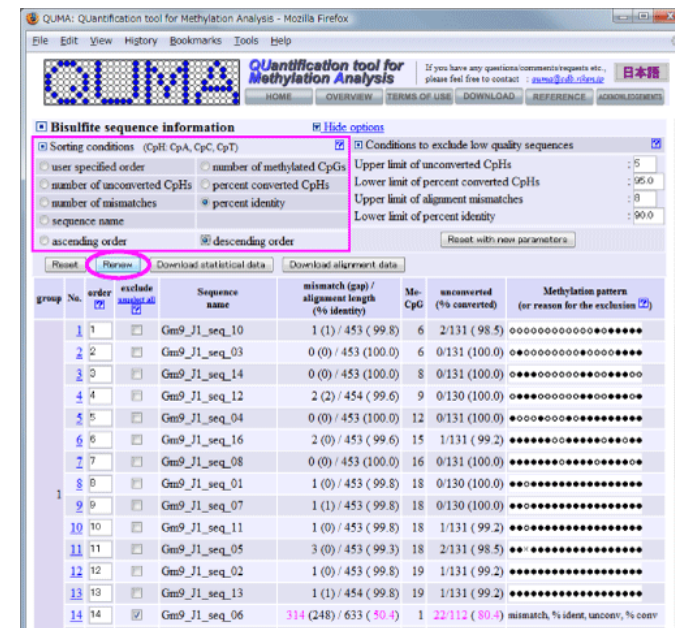 QUMA: QUantification tool for Methylation Analysis - Mozilla Firefox
File Edit View History Bookmarks Tools Help
QUMA
QUantification tool for
Methylation Analysis
If you have any questions/comments/requests etc.,
please feel free to contact : quma@cdb.riken.jp
日本語
HOME OVERVIEW TERMS OF USE DOWNLOAD REFERENCE ACKNOWLEDGEMENTS
Bisulfite sequence information Hide options
Sorting conditions (CpH: CpA, CpC, CpT) ?
Conditions to exclude low quality sequences ?
user specified order number of methylated CpGs
Upper limit of unconverted CpHs : 5
number of unconverted CpHs percent converted CpHs
Lower limit of percent converted CpHs : 95.0
number of mismatches percent identity
Upper limit of alignment mismatches : 8
sequence name
Lower limit of percent identity : 90.0
ascending order descending order
Reset with new parameters
Reset Renew Download statistical data Download alignment data
group No. order ? exclude unselect all ? Sequence name mismatch (gap) / alignment length (% identity) Me-CpG unconverted (% converted) Methylation pattern (or reason for the exclusion ?)
1
1 1 Gm9_J1_seq_10 1 (1) / 453 ( 99.8) 6 2/131 ( 98.5)
2 2 Gm9_J1_seq_03 0 (0) / 453 (100.0) 6 0/131 (100.0)
3 3 Gm9_J1_seq_14 0 (0) / 453 (100.0) 8 0/131 (100.0)
4 4 Gm9_J1_seq_12 2 (2) / 454 ( 99.6) 9 0/130 (100.0)
5 5 Gm9_J1_seq_04 0 (0) / 453 (100.0) 12 0/131 (100.0)
6 6 Gm9_J1_seq_16 2 (0) / 453 ( 99.6) 15 1/131 ( 99.2)
7 7 Gm9_J1_seq_08 0 (0) / 453 (100.0) 16 0/131 (100.0)
8 8 Gm9_J1_seq_01 1 (0) / 453 ( 99.8) 18 0/130 (100.0)
9 9 Gm9_J1_seq_07 1 (1) / 453 ( 99.8) 18 0/130 (100.0)
10 10 Gm9_J1_seq_11 1 (0) / 453 ( 99.8) 18 1/131 ( 99.2)
11 11 Gm9_J1_seq_05 3 (0) / 453 ( 99.3) 18 2/131 ( 98.5)
12 12 Gm9_J1_seq_02 1 (0) / 453 ( 99.8) 19 1/131 ( 99.2)
13 13 Gm9_J1_seq_13 1 (1) / 454 ( 99.8) 19 1/131 ( 99.2)
14 14 Gm9_J1_seq_06 314 (248) / 633 ( 50.4) 1 22/112 ( 80.4) mismatch, % ident, unconv, % conv